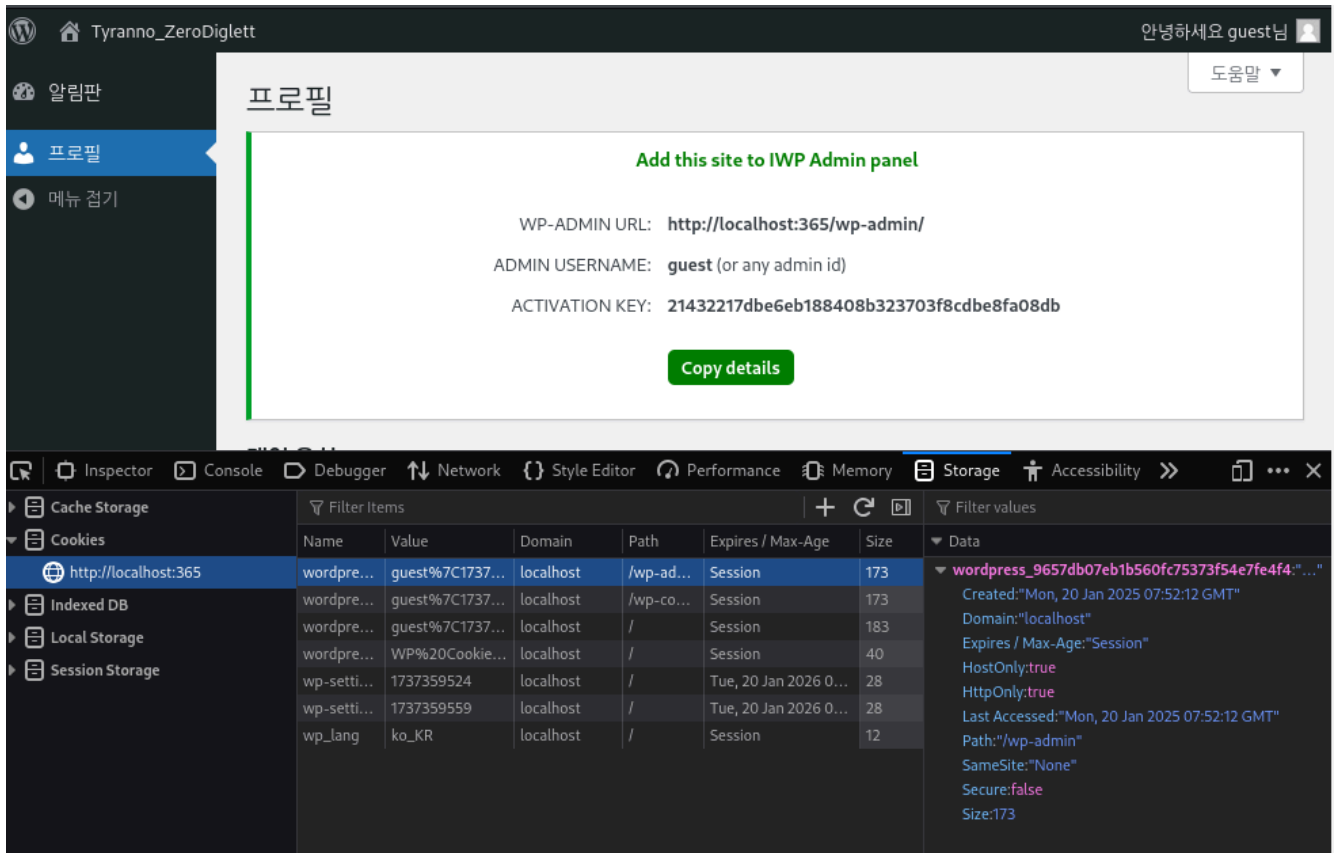 Tyranno_ZeroDiglett 안녕하세요 guest님
알림판
프로필
메뉴 접기
도움말 ▼
프로필
Add this site to IWP Admin panel
WP-ADMIN URL: http://localhost:365/wp-admin/
ADMIN USERNAME: guest (or any admin id)
ACTIVATION KEY: 21432217dbe6eb188408b323703f8cdbe8fa08db
Copy details
Inspector Console Debugger Network Style Editor Performance Memory Storage Accessibility
Cache Storage
Cookies
http://localhost:365
Indexed DB
Local Storage
Session Storage
Filter Items
Name Value Domain Path Expires / Max-Age Size
wordpre... guest%7C1737... localhost /wp-ad... Session 173
wordpre... guest%7C1737... localhost /wp-co... Session 173
wordpre... guest%7C1737... localhost / Session 183
wordpre... WP%20Cookie... localhost / Session 40
wp-setti... 1737359524 localhost / Tue, 20 Jan 2026 0... 28
wp-setti... 1737359559 localhost / Tue, 20 Jan 2026 0... 28
wp_lang ko_KR localhost / Session 12
Filter values
Data
wordpress_9657db07eb1b560fc75373f54e7fe4f4:"..."
Created:"Mon, 20 Jan 2025 07:52:12 GMT"
Domain:"localhost"
Expires / Max-Age:"Session"
HostOnly:true
HttpOnly:true
Last Accessed:"Mon, 20 Jan 2025 07:52:12 GMT"
Path:"/wp-admin"
SameSite:"None"
Secure:false
Size:173